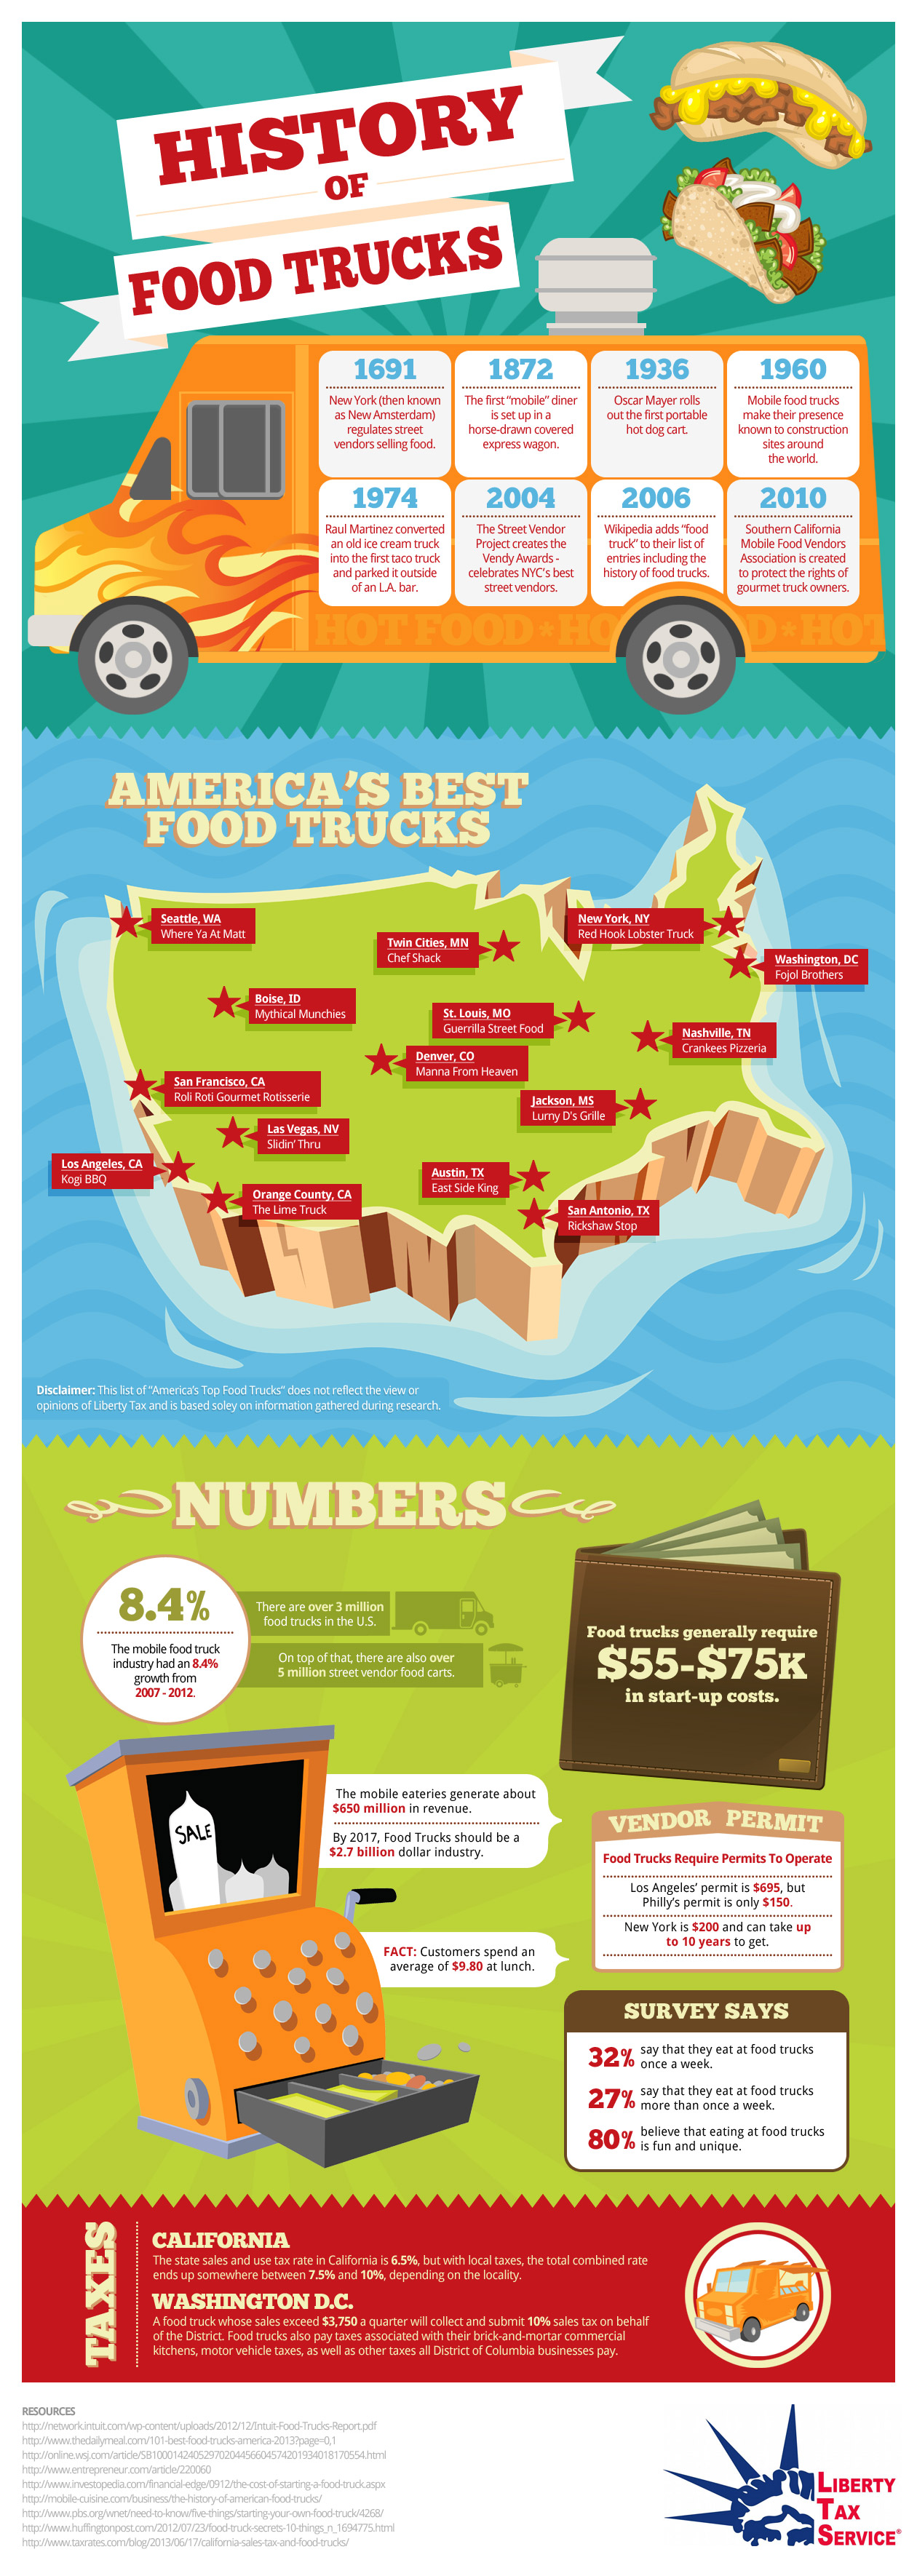 HISTORY
OF
FOOD TRUCKS
1691
New York (then known
as New Amsterdam)
regulates street
vendors selling food.
1872
The first “mobile” diner
is set up in a
horse-drawn covered
express wagon.
1936
Oscar Mayer rolls
out the first portable
hot dog cart.
1960
Mobile food trucks
make their presence
known to construction
sites around
the world.
1974
Raul Martinez converted
an old ice cream truck
into the first taco truck
and parked it outside
of an L.A. bar.
2004
The Street Vendor
Project creates the
Vendy Awards -
celebrates NYC's best
street vendors.
2006
Wikipedia adds “food
truck” to their list of
entries including the
history of food trucks.
2010
Southern California
Mobile Food Vendors
Association is created
to protect the rights of
gourmet truck owners.
HOT FOOD*HO D*HOT
AMERICA'S BEST
FOOD TRUCKS
Seattle, WA
Where Ya At Matt
New York, NY
Red Hook Lobster Truck
Twin Cities, MN
Chef Shack
Washington, DC
Fojol Brothers
Boise, ID
Mythical Munchies
St. Louis, MO
Guerrilla Street Food
Nashville, TN
Crankees Pizzeria
Denver, CO
Manna From Heaven
San Francisco, CA
Roli Roti Gourmet Rotisserie
Jackson, MS
Lurny D's Grille
Las Vegas, NV
Slidin' Thru
Los Angeles, CA
Kogi BBQ
Austin, TX
East Side King
Orange County, CA
The Lime Truck
San Antonio, TX
Rickshaw Stop
Disclaimer: This list of “America's Top Food Trucks” does not reflect the view or
opinions of Liberty Tax and is based soley on information gathered during research.
NUMBERS
8.4%
The mobile food truck
industry had an 8.4%
growth from
2007 - 2012.
There are over 3 million
food trucks in the U.S.
On top of that, there are also over
5 million street vendor food carts.
Food trucks generally require
$55-$75K
in start-up costs.
SALE
The mobile eateries generate about
$650 million in revenue.
By 2017, Food Trucks should be a
$2.7 billion dollar industry.
VENDOR PERMIT
Food Trucks Require Permits To Operate
Los Angeles' permit is $695, but
Philly's permit is only $150.
New York is $200 and can take up
to 10 years to get.
FACT: Customers spend an
average of $9.80 at lunch.
SURVEY SAYS
32% say that they eat at food trucks
once a week.
27% say that they eat at food trucks
more than once a week.
80% believe that eating at food trucks
is fun and unique.
TAXES
CALIFORNIA
The state sales and use tax rate in California is 6.5%, but with local taxes, the total combined rate
ends up somewhere between 7.5% and 10%, depending on the locality.
WASHINGTON D.C.
A food truck whose sales exceed $3,750 a quarter will collect and submit 10% sales tax on behalf
of the District. Food trucks also pay taxes associated with their brick-and-mortar commercial
kitchens, motor vehicle taxes, as well as other taxes all District of Columbia businesses pay.
RESOURCES
http://network.intuit.com/wp-content/uploads/2012/12/Intuit-Food-Trucks-Report.pdf
http://www.thedailymeal.com/101-best-food-trucks-america-2013?page=0,1
http://online.wsj.com/article/SB10001424052970204456604574201934018170554.html
http://www.entrepreneur.com/article/220060
http://www.investopedia.com/financial-edge/0912/the-cost-of-starting-a-food-truck.aspx
http://mobile-cuisine.com/business/the-history-of-american-food-trucks/
http://www.pbs.org/wnet/need-to-know/five-things/starting-your-own-food-truck/4268/
http://www.huffingtonpost.com/2012/07/23/food-truck-secrets-10-things_n_1694775.html
http://www.taxrates.com/blog/2013/06/17/california-sales-tax-and-food-trucks/
LIBERTY
TAX
SERVICE®